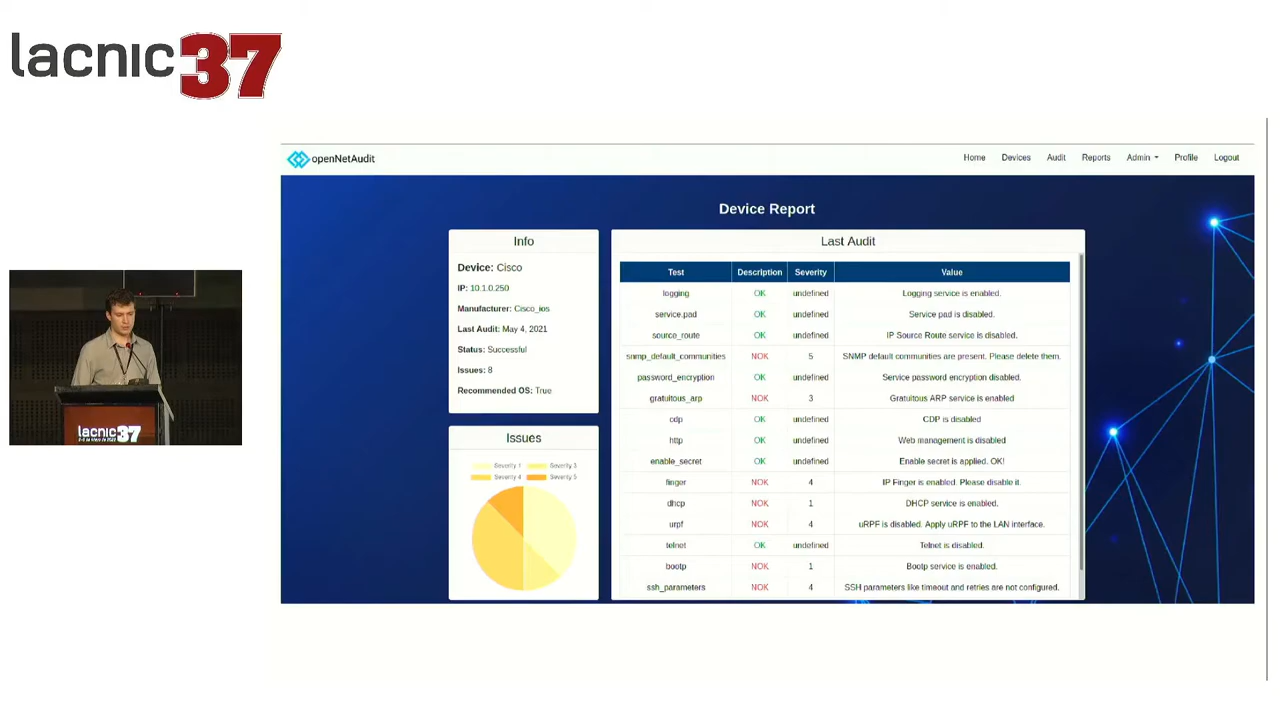 lacnic 37
openNetAudit
Home Devices Audit Reports Admin Profile Logout
Device Report
Info
Device: Cisco
IP: 10.1.0.250
Manufacturer: Cisco_ios
Last Audit: May 4, 2021
Status: Successful
Issues: 8
Recommended OS: True
Issues
Severity 1 Severity 3
Severity 4 Severity 5
Last Audit
Test Description Severity Value
logging OK undefined Logging service is enabled.
service.pad OK undefined Service pad is disabled.
source_route OK undefined IP Source Route service is disabled.
snmp_default_communities NOK 5 SNMP default communities are present. Please delete them.
password_encryption OK undefined Service password encryption disabled.
gratuitous_arp NOK 3 Gratuitous ARP service is enabled
cdp OK undefined CDP is disabled
http OK undefined Web management is disabled
enable_secret OK undefined Enable secret is applied. OK!
finger NOK 4 IP Finger is enabled. Please disable it.
dhcp NOK 1 DHCP service is enabled.
urpf NOK 4 uRPF is disabled. Apply uRPF to the LAN interface.
telnet OK undefined Telnet is disabled.
bootp NOK 1 Bootp service is enabled.
ssh_parameters NOK 4 SSH parameters like timeout and retries are not configured.
lacnic 37